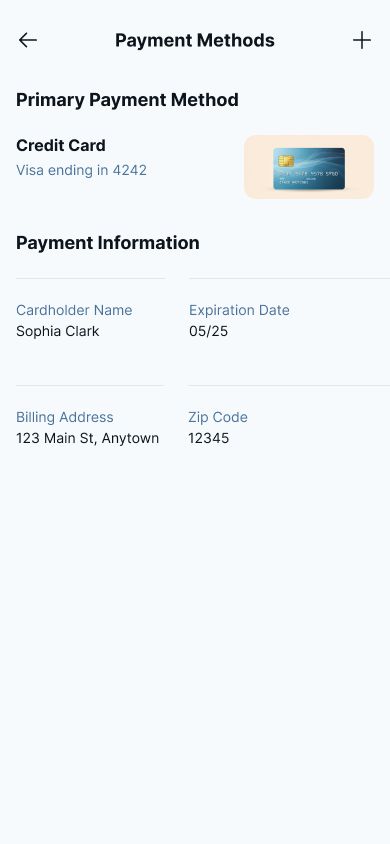 Payment Methods
Primary Payment Method
Credit Card
Visa ending in 4242
Payment Information
Cardholder Name
Sophia Clark
Expiration Date
05/25
Billing Address
123 Main St, Anytown
Zip Code
12345